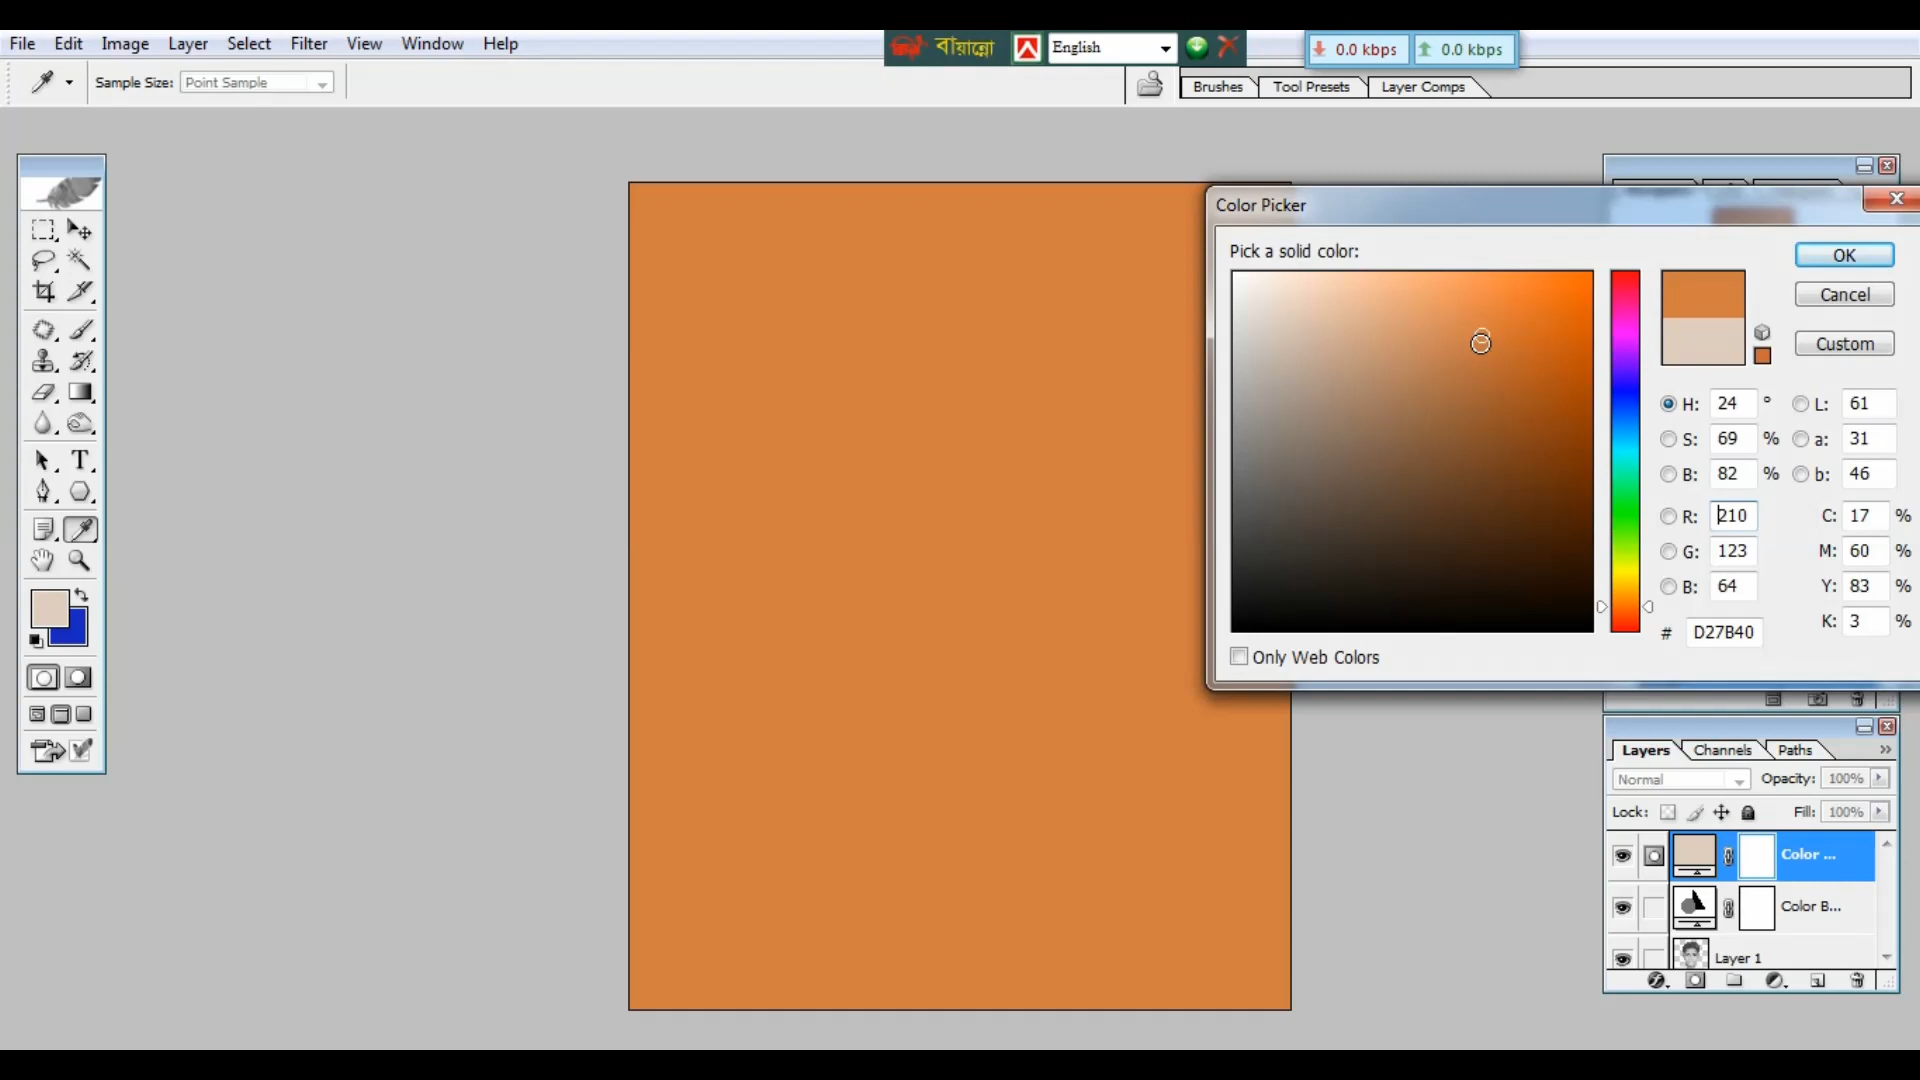 File Edit Image Layer Select Filter View Window Help
বায়ান্নো English 0.0 kbps 0.0 kbps
Sample Size: Point Sample
Brushes Tool Presets Layer Comps
Color Picker
Pick a solid color:
OK
Cancel
Custom
H: 24 ° L: 61
S: 69 % a: 31
B: 82 % b: 46
R: 210 C: 17 %
G: 123 M: 60 %
B: 64 Y: 83 %
# D27B40 K: 3 %
Only Web Colors
T
Layers Channels Paths
Normal Opacity: 100%
Lock: Fill: 100%
Color ...
Color B...
Layer 1